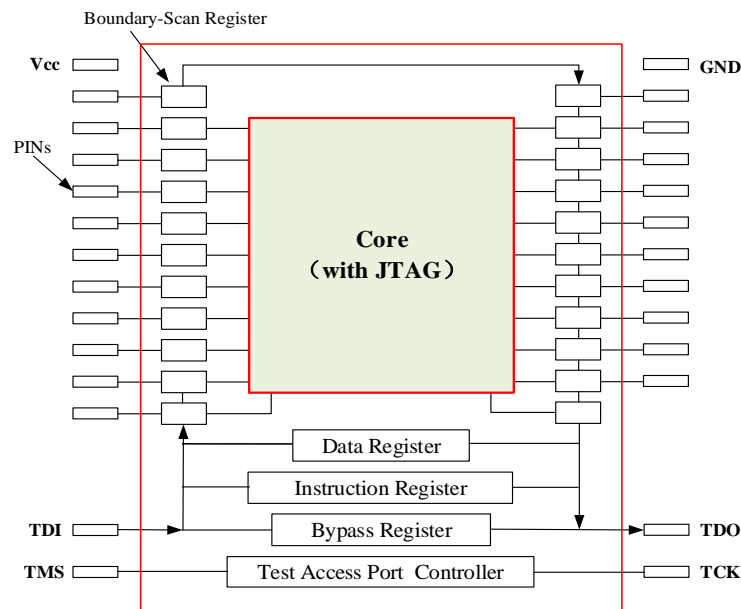 Boundary-Scan Register
Vcc
GND
PINs
Core
（with JTAG）
Data Register
Instruction Register
TDI
Bypass Register
TDO
TMS
Test Access Port Controller
TCK